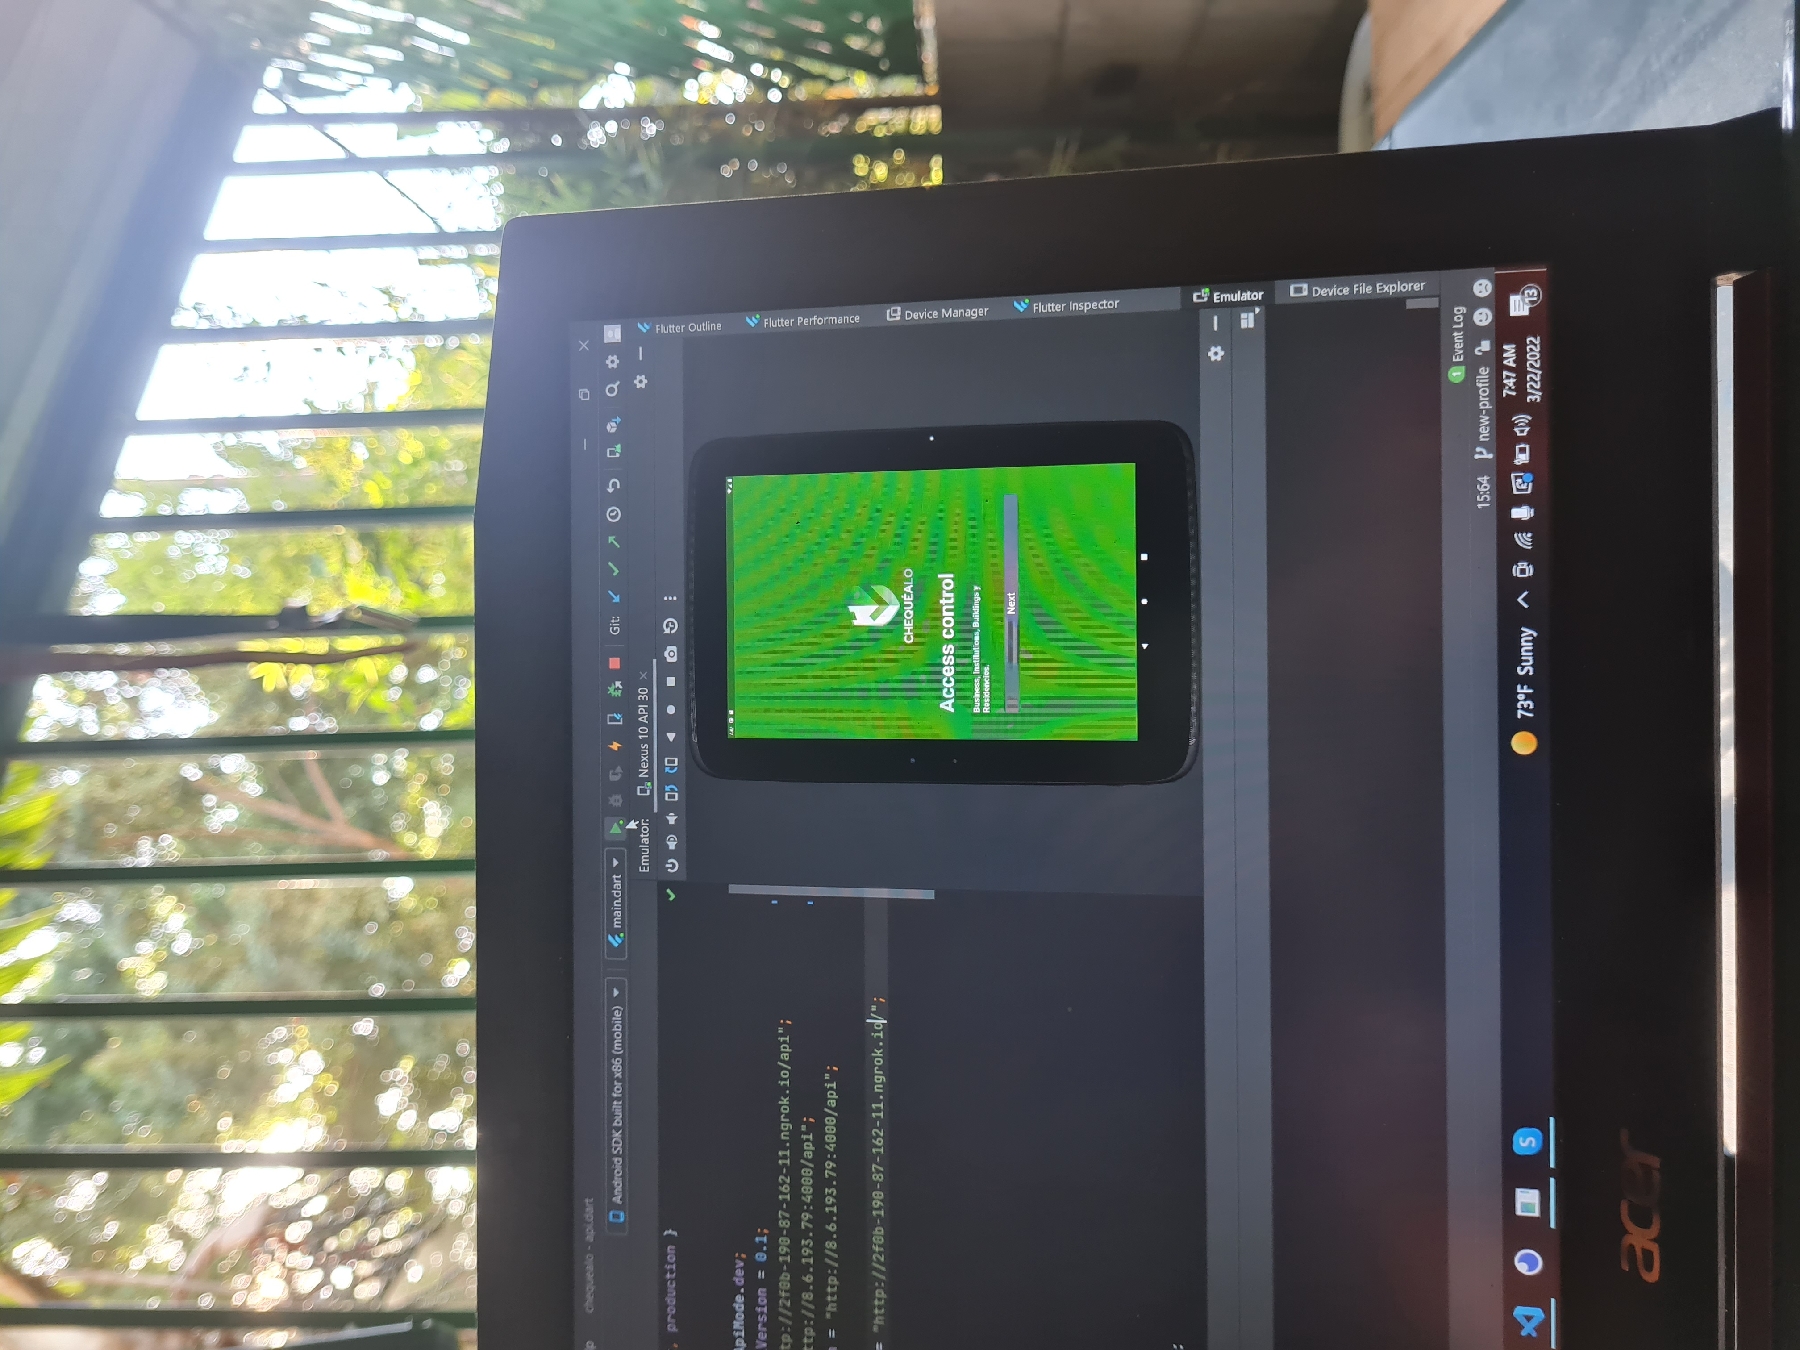 chequealo - api.dart
Android SDK built for x86 (mobile)
main.dart
Git:
Emulator:
Nexus 10 API 30
, production }
ApiMode.dev;
Version = 0.1;
tp://2f0b-190-87-162-11.ngrok.io/api";
ttp://8.6.193.79:4000/api";
= "http://8.6.193.79:4000/api";
= "http://2f0b-190-87-162-11.ngrok.io/";
CHEQUÉALO
Access control
Business, Institutions, Buildings y
Residencies.
Next
Flutter Outline
Flutter Performance
Device Manager
Flutter Inspector
Emulator
Device File Explorer
1 Event Log
15:64
new-profile
S
73°F Sunny
7:47 AM
3/22/2022
13
acer